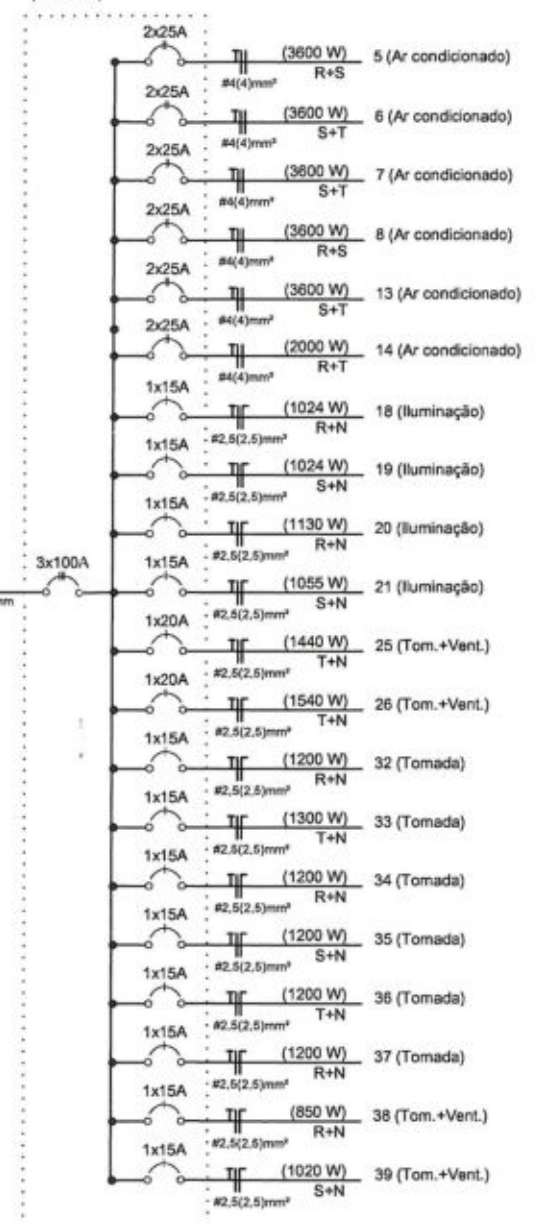 2x25A
(3600 W) 5 (Ar condicionado)
#4(4)mm² R+S
2x25A
(3600 W) 6 (Ar condicionado)
#4(4)mm² S+T
2x25A
(3600 W) 7 (Ar condicionado)
#4(4)mm² S+T
2x25A
(3600 W) 8 (Ar condicionado)
#4(4)mm² R+S
2x25A
(3600 W) 13 (Ar condicionado)
#4(4)mm² S+T
2x25A
(2000 W) 14 (Ar condicionado)
#4(4)mm² R+T
1x15A
(1024 W) 18 (Iluminação)
#2,5(2,5)mm² R+N
1x15A
(1024 W) 19 (Iluminação)
#2,5(2,5)mm² S+N
1x15A
(1130 W) 20 (Iluminação)
#2,5(2,5)mm² R+N
3x100A
1x15A
(1055 W) 21 (Iluminação)
mm
#2,5(2,5)mm² S+N
1x20A
(1440 W) 25 (Tom.+Vent.)
#2,5(2,5)mm² T+N
1x20A
(1540 W) 26 (Tom.+Vent.)
#2,5(2,5)mm² T+N
1x15A
(1200 W) 32 (Tomada)
#2,5(2,5)mm² R+N
1x15A
(1300 W) 33 (Tomada)
#2,5(2,5)mm² T+N
1x15A
(1200 W) 34 (Tomada)
#2,5(2,5)mm² R+N
1x15A
(1200 W) 35 (Tomada)
#2,5(2,5)mm² S+N
1x15A
(1200 W) 36 (Tomada)
#2,5(2,5)mm² T+N
1x15A
(1200 W) 37 (Tomada)
#2,5(2,5)mm² R+N
1x15A
(850 W) 38 (Tom.+Vent.)
#2,5(2,5)mm² R+N
1x15A
(1020 W) 39 (Tom.+Vent.)
#2,5(2,5)mm² S+N